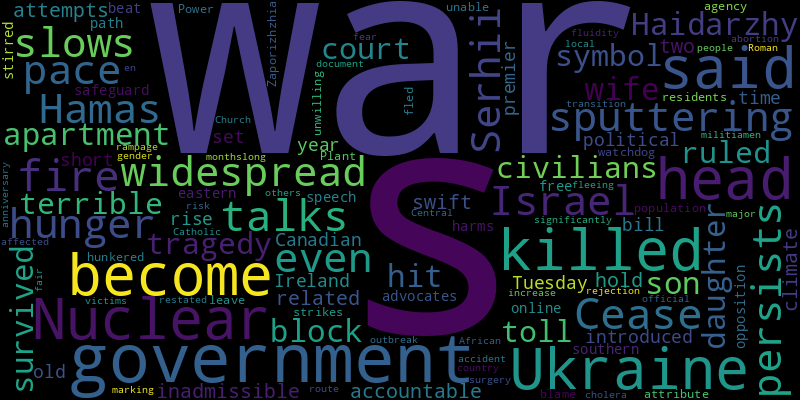 attempts
beat
Power
path
slows
pace
stirred
Hamas
safeguard
apartment
war
Zaporizhzhia
fear
document
court
unwilling
fled
unable
Serhii
premier
agency
fluidity
Haidarzhy
abortion
Roman
local
people
symbol
two
said
wife
residents
time
sputtering
transition
militiamen
political
watchdog
ruled
rampage
gender
short
set
Church
year
monthslong
Plant
fire
widespread
civilians
fleeing
free
head
anniversary
terrible
eastern
others
speech
risk
swift
Central
Israel
population
hunger
rise
talks
S
harms
significantly
bill
major
affected
Catholic
tragedy
Canadian
killed
hunkered
even
hit
become
Ireland
related
advocates
Tuesday
hold
son
daughter
opposition
persists
climate
survived
fair
victims
restated
leave
increase
rejection
official
Nuclear
strikes
online
Cease
block
toll
introduced
outbreak
African
southern
government
accident
country
Ukraine
old
surgery
marking
inadmissible
route
accountable
blame
cholera
attribute
en